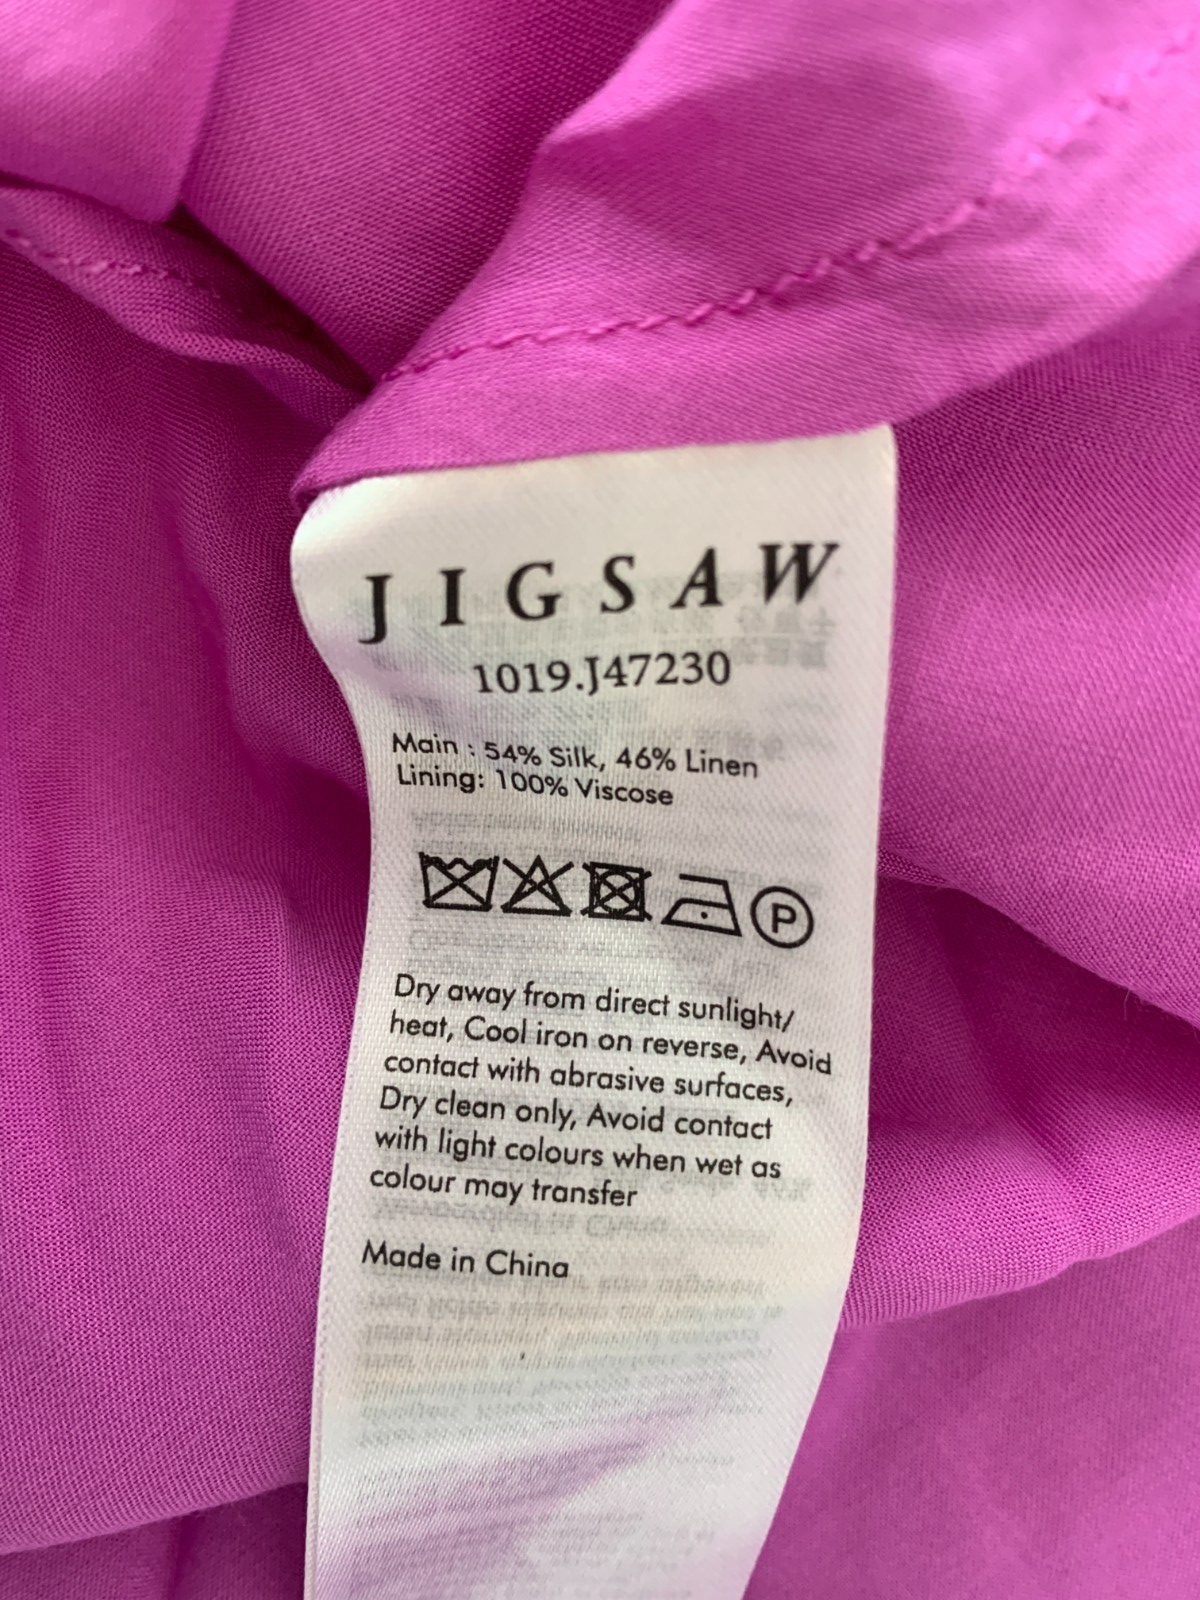 JIGSAW
1019.J47230
Main : 54% Silk, 46% Linen
Lining: 100% Viscose
P
Dry away from direct sunlight/
heat, Cool iron on reverse, Avoid
contact with abrasive surfaces,
Dry clean only, Avoid contact
with light colours when wet as
colour may transfer
Made in China